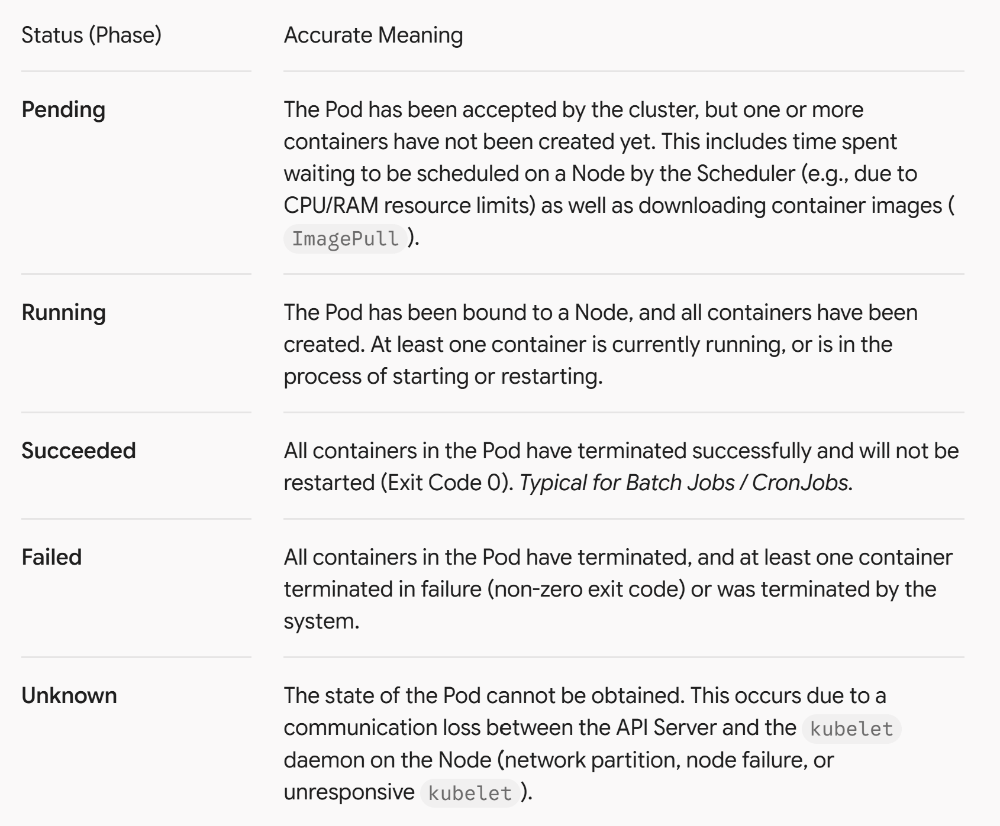 Status (Phase)
Accurate Meaning
Pending
The Pod has been accepted by the cluster, but one or more
containers have not been created yet. This includes time spent
waiting to be scheduled on a Node by the Scheduler (e.g., due to
CPU/RAM resource limits) as well as downloading container images (
ImagePull ).
Running
The Pod has been bound to a Node, and all containers have been
created. At least one container is currently running, or is in the
process of starting or restarting.
Succeeded
All containers in the Pod have terminated successfully and will not be
restarted (Exit Code 0). Typical for Batch Jobs / CronJobs.
Failed
All containers in the Pod have terminated, and at least one container
terminated in failure (non-zero exit code) or was terminated by the
system.
Unknown
The state of the Pod cannot be obtained. This occurs due to a
communication loss between the API Server and the kubelet
daemon on the Node (network partition, node failure, or
unresponsive kubelet ).